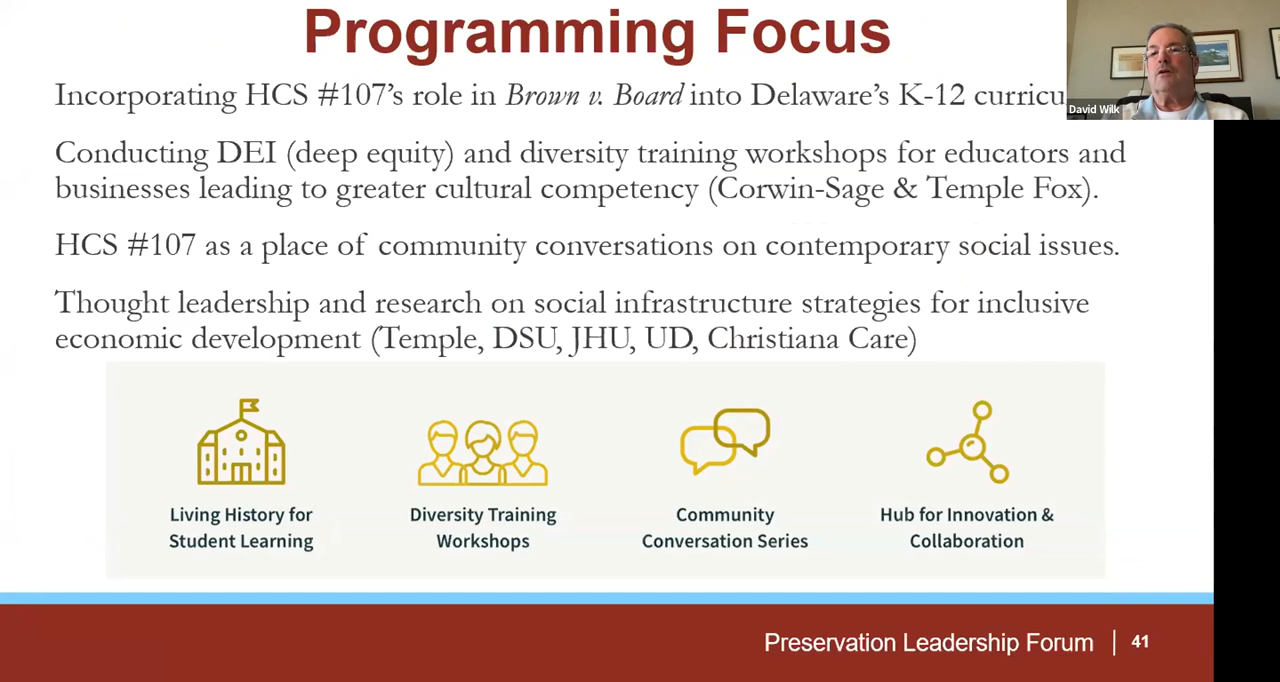 Programming Focus
Incorporating HCS #107's role in Brown v. Board into Delaware's K-12
David Wilk
Conducting DEI (deep equity) and diversity training workshops for educators and
businesses leading to greater cultural competency (Corwin-Sage & Temple Fox).
HCS #107 as a place of community conversations on contemporary social issues.
Thought leadership and research on social infrastructure strategies for inclusive
economic development (Temple, DSU, JHU, UD, Christiana Care)
Living History for
Student Learning
Diversity Training
Workshops
Community
Conversation Series
Hub for Innovation &
Collaboration
Preservation Leadership Forum | 41